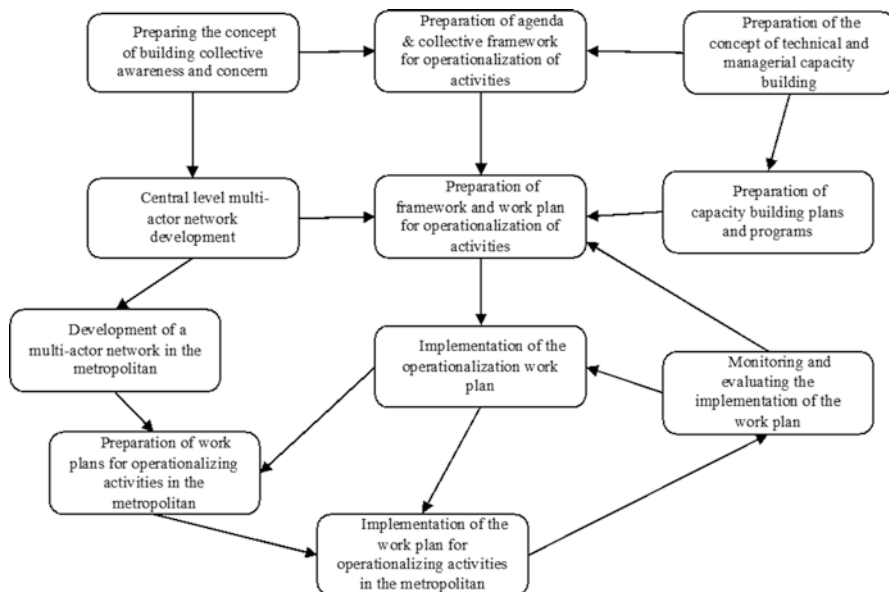 Preparing the concept
of building collective
awareness and concern
Preparation of agenda
& collective framework
for operationalization of
activities
Preparation of the
concept of technical and
managerial capacity
building
Central level multi-
actor network
development
Preparation of
framework and work plan
for operationalization of
activities
Preparation of
capacity building plans
and programs
Development of a
multi-actor network in the
metropolitan
Implementation of the
operationalization work
plan
Monitoring and
evaluating the
implementation of the
work plan
Preparation of work
plans for operationalizing
activities in the
metropolitan
Implementation of the
work plan for
operationalizing activities
in the metropolitan